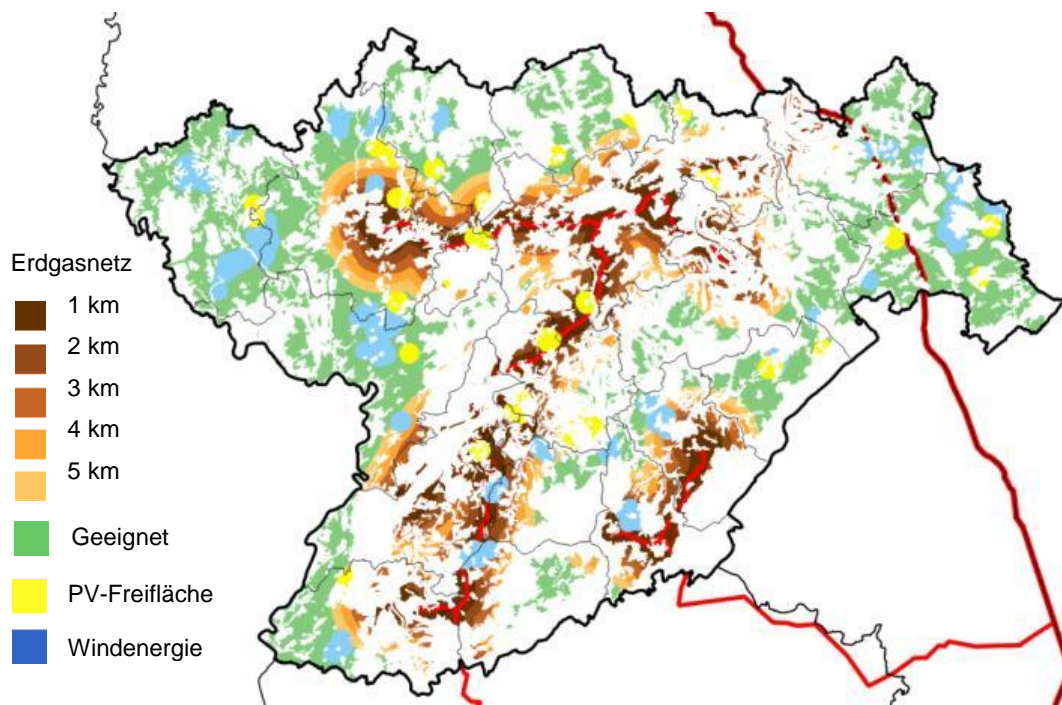 Erdgasnetz
1 km
2 km
3 km
4 km
5 km
Geeignet
PV-Freifläche
Windenergie